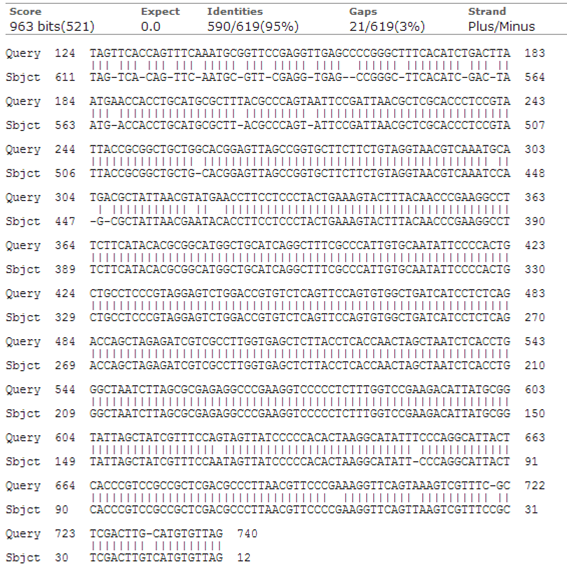 Score Expect Identities Gaps Strand
963 bits(521) 0.0 590/619(95%) 21/619(3%) Plus/Minus
Query 124 TAGTTCACCAGTTTCAAATGCGGTTCCGAGGTTGAGCCCCGGGCTTTCACATCTGACTTA 183
Sbjct 611 TAG-TCA-CAG-TTC-AATGC-GTT-CGAGG-TGAG--CCGGGC-TTCACATC-GAC-TA 564
Query 184 ATGAACCACCTGCATGCGCTTTACGCCCAGTAATTCCGATTAACGCTCGCACCCTCCGTA 243
Sbjct 563 ATG-ACCACCTGCATGCGCTT-ACGCCCAGT-ATTCCGATTAACGCTCGCACCCTCCGTA 507
Query 244 TTACCGCGGCTGCTGGCACGGAGTTAGCCGGTGCTTCTTCTGTAGGTAACGTCAAATGCA 303
Sbjct 506 TTACCGCGGCTGCTG-CACGGAGTTAGCCGGTGCTTCTTCTGTAGGTAACGTCAAATCCA 448
Query 304 TGACGCTATTAACGTATGAACCTTCCTCCCTACTGAAAGTACTTTACAACCCGAAGGCCT 363
Sbjct 447 -G-CGCTATTAACGAATACACCTTCCTCCCTACTGAAAGTACTTTACAACCCGAAGGCCT 390
Query 364 TCTTCATACACGCGGCATGGCTGCATCAGGCTTTCGCCCATTGTGCAATATTCCCCACTG 423
Sbjct 389 TCTTCATACACGCGGCATGGCTGCATCAGGCTTTCGCCCATTGTGCAATATTCCCCACTG 330
Query 424 CTGCCTCCCGTAGGAGTCTGGACCGTGTCTCAGTTCCAGTGTGGCTGATCATCCTCTCAG 483
Sbjct 329 CTGCCTCCCGTAGGAGTCTGGACCGTGTCTCAGTTCCAGTGTGGCTGATCATCCTCTCAG 270
Query 484 ACCAGCTAGAGATCGTCGCCTTGGTGAGCTCTTACCTCACCAACTAGCTAATCTCACCTG 543
Sbjct 269 ACCAGCTAGAGATCGTCGCCTTGGTGAGCTCTTACCTCACCAACTAGCTAATCTCACCTG 210
Query 544 GGCTAATCTTAGCGCGAGAGGCCCGAAGGTCCCCCTCTTTGGTCCGAAGACATTATGCGG 603
Sbjct 209 GGCTAATCTTAGCGCGAGAGGCCCGAAGGTCCCCCTCTTTGGTCCGAAGACATTATGCGG 150
Query 604 TATTAGCTATCGTTTCCAGTAGTTATCCCCCACACTAAGGCATATTTCCCAGGCATTACT 663
Sbjct 149 TATTAGCTATCGTTTCCAATAGTTATCCCCCACACTAAGGCATATT-CCCAGGCATTACT 91
Query 664 CACCCGTCCGCCGCTCGACGCCCTTAACGTTCCCGAAAGGTTCAGTAAAGTCGTTTC-GC 722
Sbjct 90 CACCCGTCCGCCGCTCGACGCCCTTAACGTTCCCCGAAGGTTCAGTTAAGTCGTTTCCGC 31
Query 723 TCGACTTG-CATGTGTTAG 740
Sbjct 30 TCGACTTGTCATGTGTTAG 12